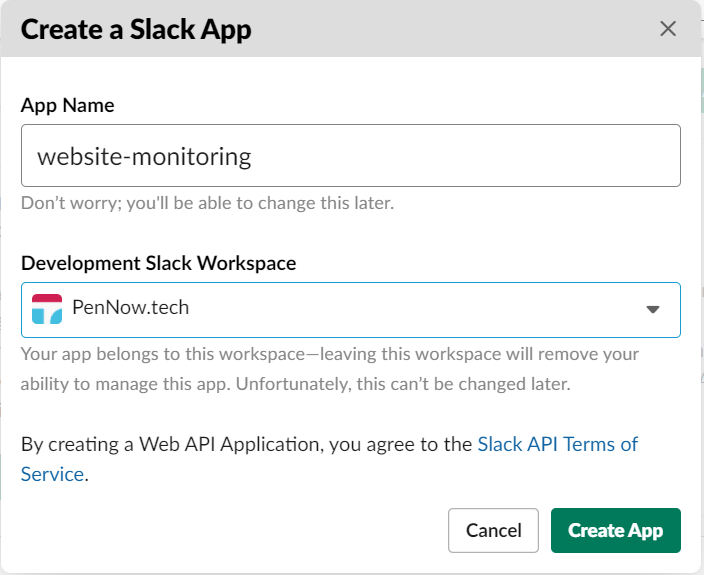 Create a Slack App
App Name
website-monitoring
Don't worry; you'll be able to change this later.
Development Slack Workspace
PenNow.tech
Your app belongs to this workspace—leaving this workspace will remove your
ability to manage this app. Unfortunately, this can't be changed later.
By creating a Web API Application, you agree to the Slack API Terms of
Service.
Cancel
Create App